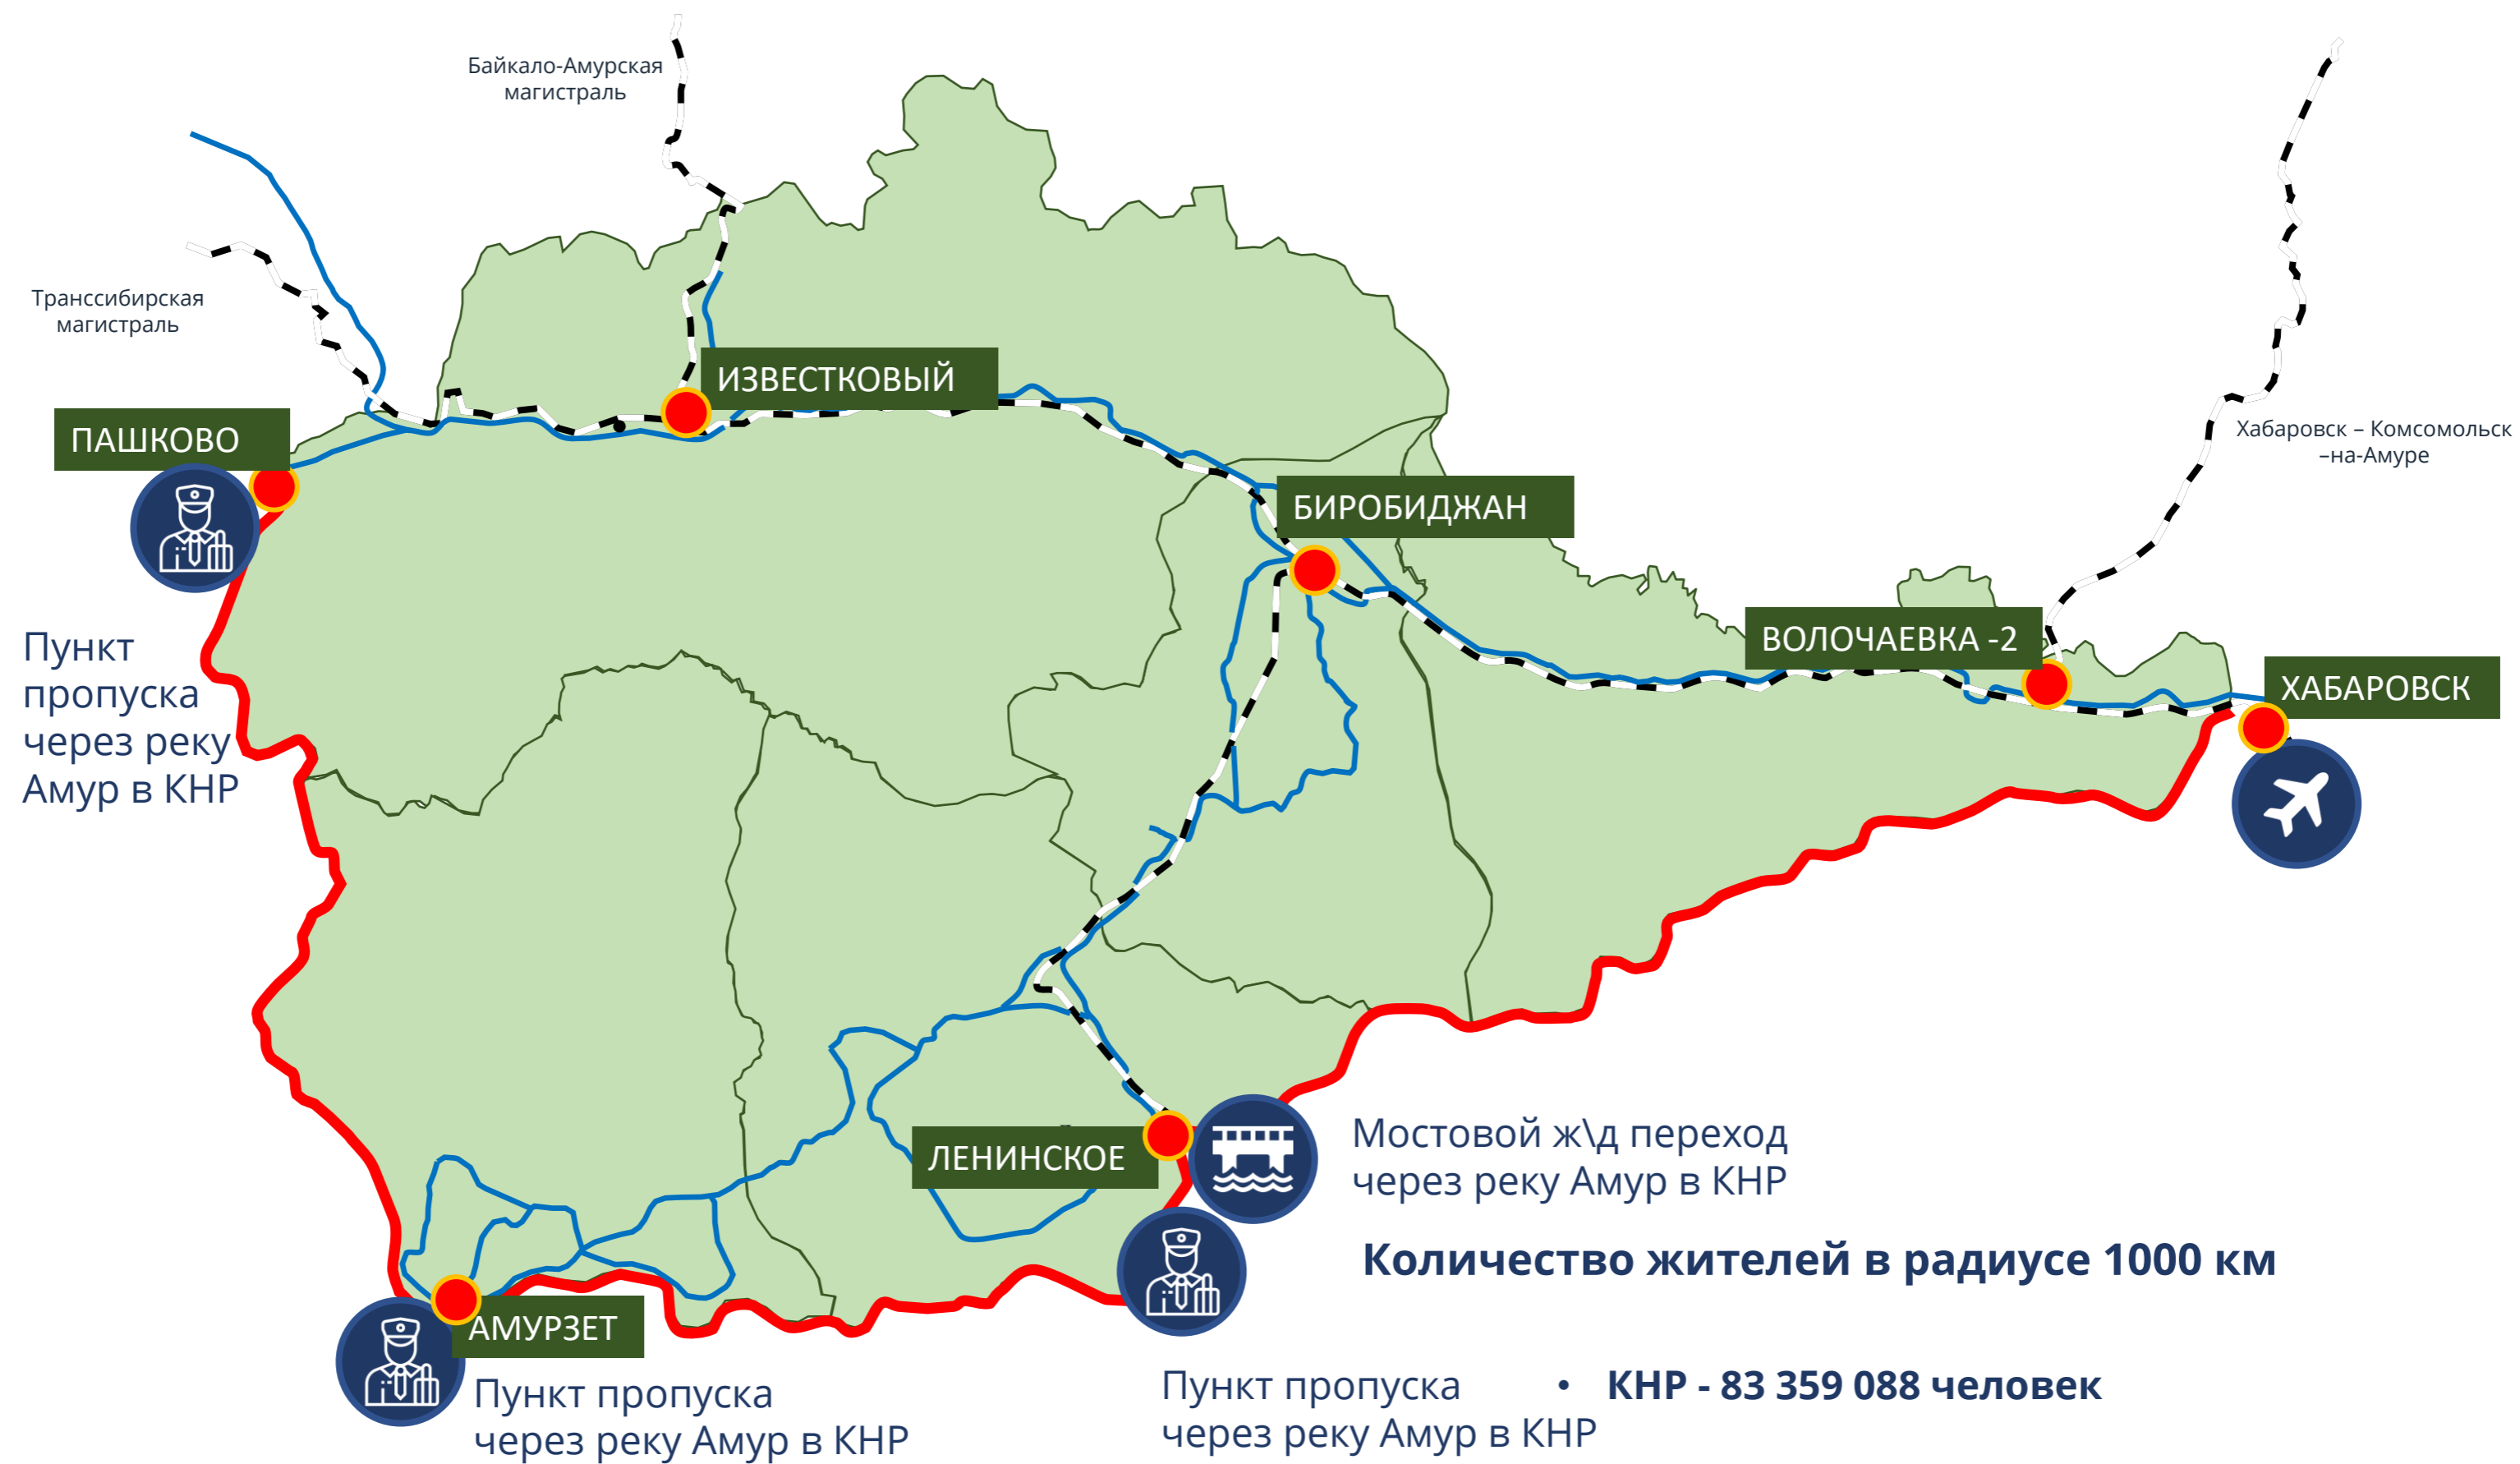 Байкало-Амурская
магистраль
Транссибирская
магистраль
ИЗВЕСТКОВЫЙ
ПАШКОВО
Хабаровск – Комсомольск
–на-Амуре
БИРОБИДЖАН
ВОЛОЧАЕВКА -2
ХАБАРОВСК
Пункт
пропуска
через реку
Амур в КНР
ЛЕНИНСКОЕ
Мостовой ж\д переход
через реку Амур в КНР
Количество жителей в радиусе 1000 км
АМУРЗЕТ
Пункт пропуска
через реку Амур в КНР
Пункт пропуска
через реку Амур в КНР
• КНР - 83 359 088 человек